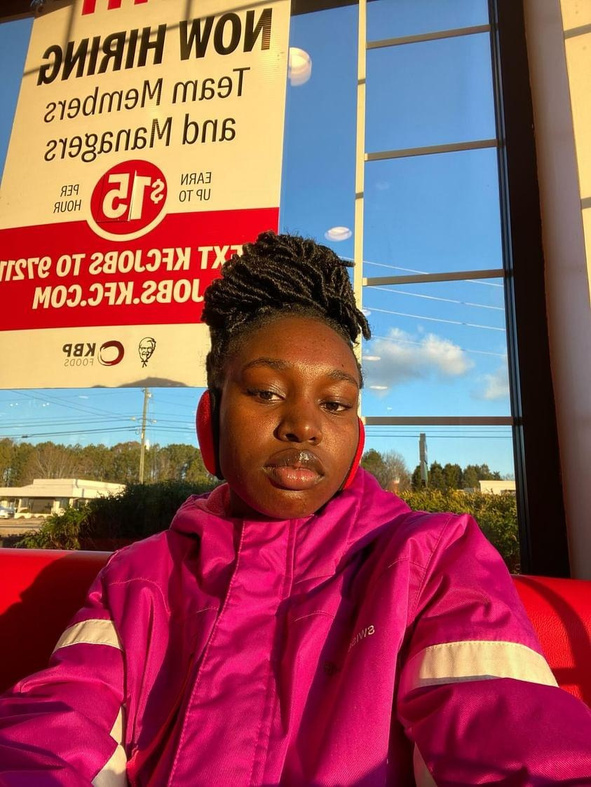 NOW HIRING
Team Members
and Managers
EARN UP TO $15 PER HOUR
TEXT KFCJOBS TO 97211
JOBS.KFC.COM
KBP
FOODS